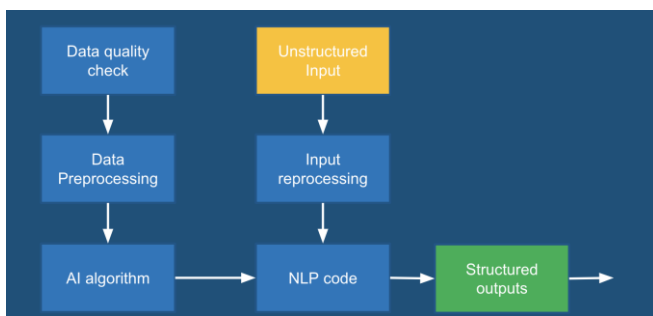 Data quality
check
Unstructured
Input
Data
Preprocessing
Input
reprocessing
AI algorithm
NLP code
Structured
outputs